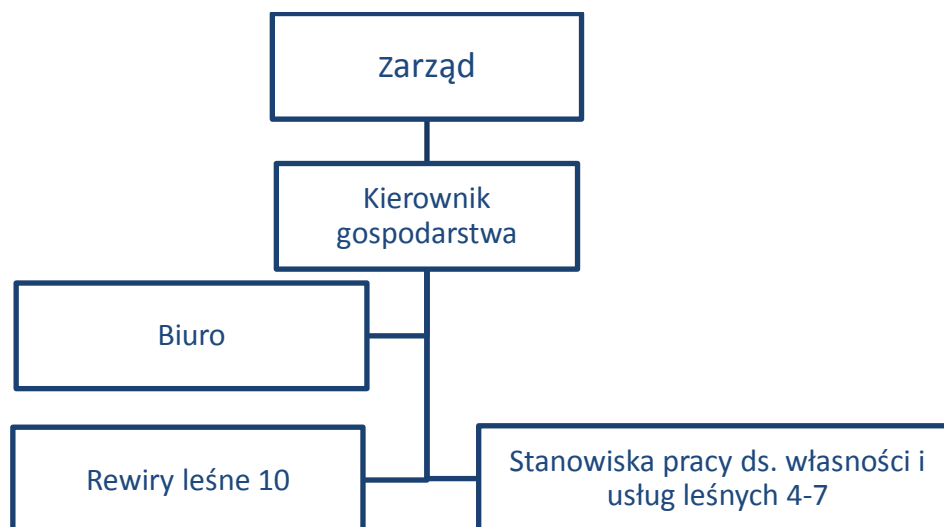 Zarząd
Kierownik
gospodarstwa
Biuro
Rewiry leśne 10
Stanowiska pracy ds. własności i
usług leśnych 4-7